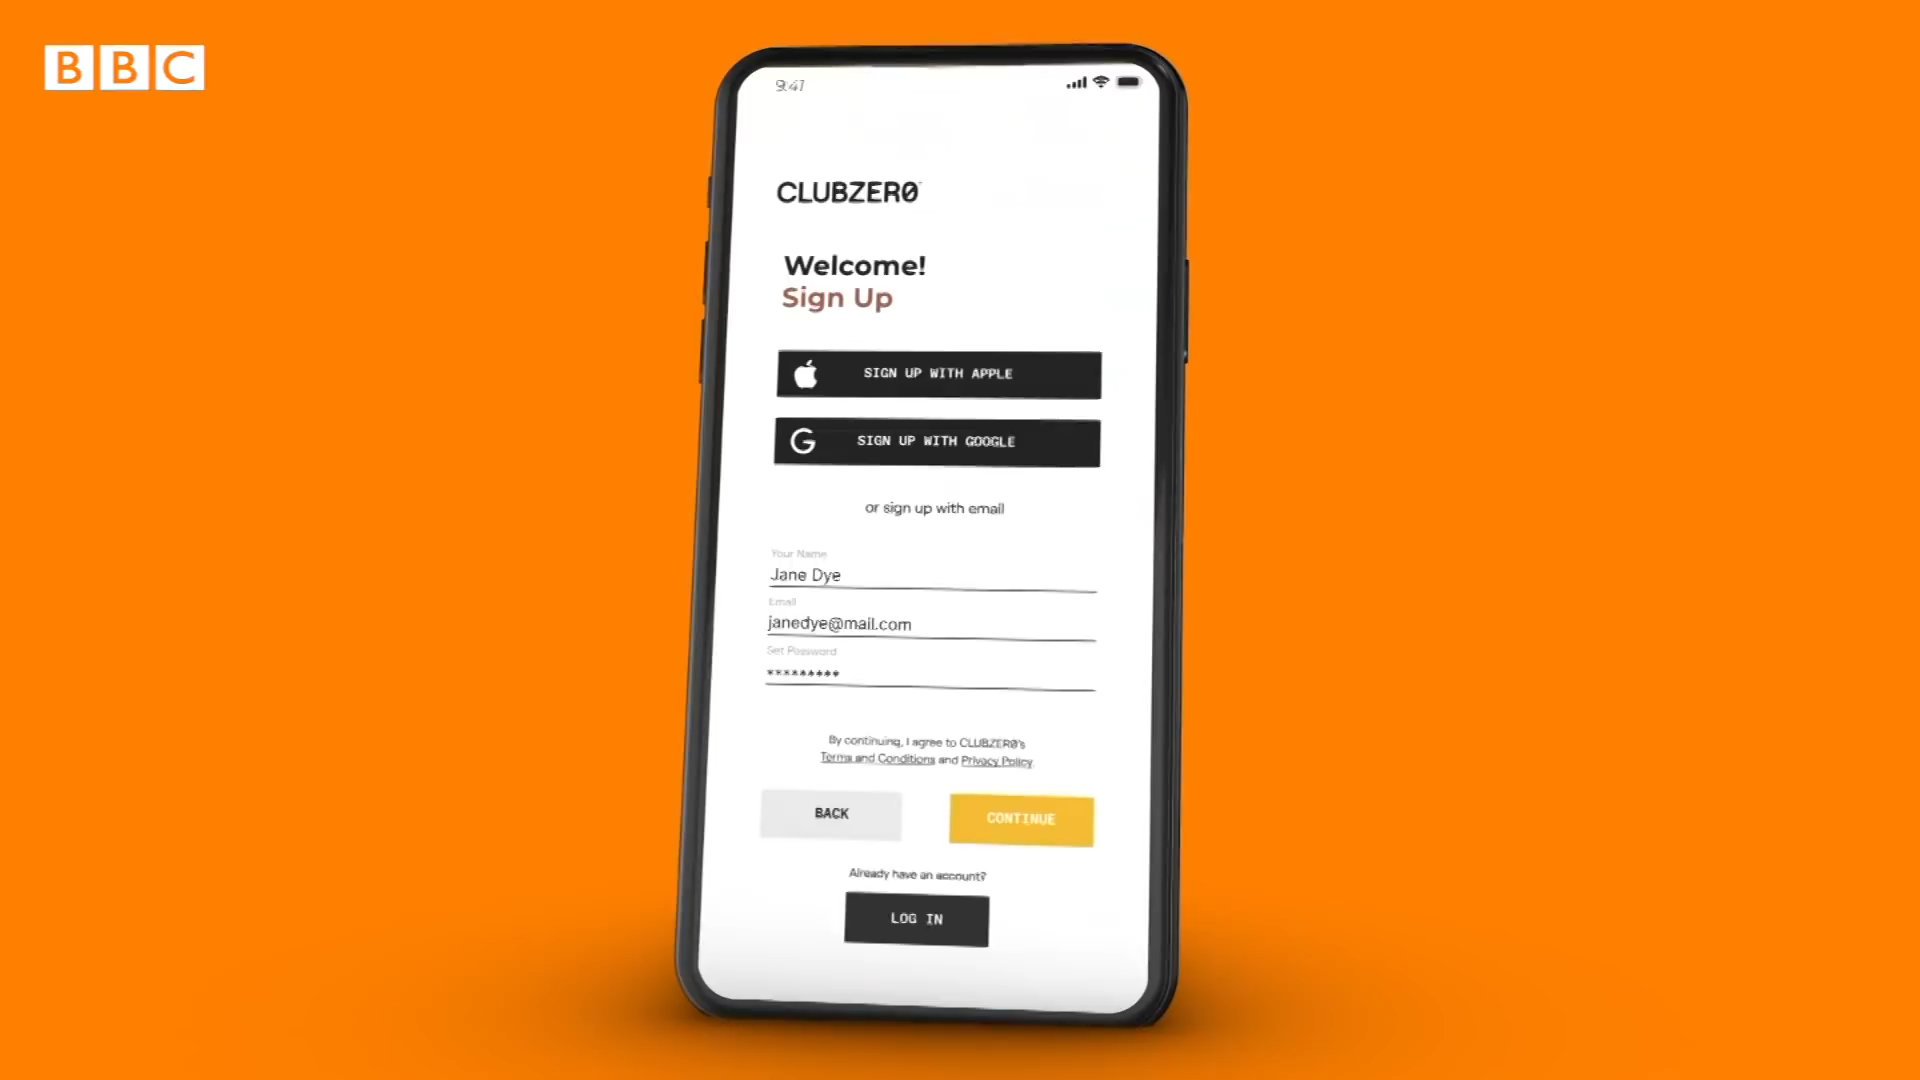 BBC
9:41
CLUBZERØ
Welcome!
Sign Up
SIGN UP WITH APPLE
SIGN UP WITH GOOGLE
or sign up with email
Your Name
Jane Dye
Email
janedye@mail.com
Set Password
*********
By continuing, I agree to CLUBZERØ's
Terms and Conditions and Privacy Policy
BACK
CONTINUE
Already have an account?
LOG IN